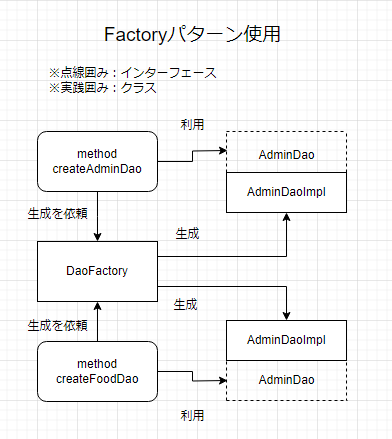 Factoryパターン使用
※点線囲み：インターフェース
※実践囲み：クラス
利用
method
createAdminDao
AdminDao
AdminDaoImpl
生成を依頼
生成
DaoFactory
生成
生成を依頼
AdminDaoImpl
method
createFoodDao
AdminDao
利用